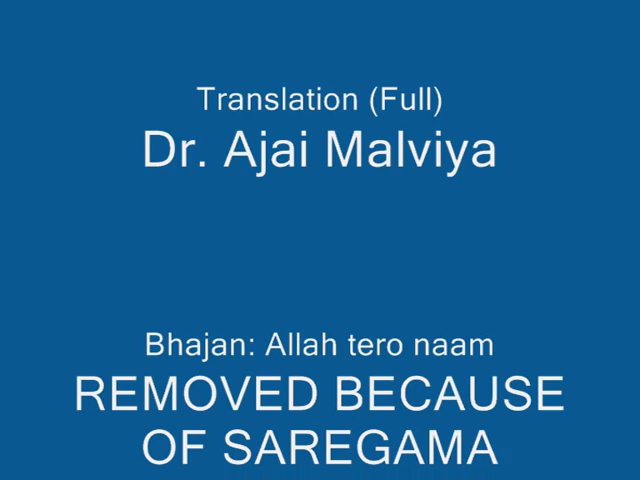 Translation (Full)
Dr. Ajai Malviya
Bhajan: Allah tero naam
REMOVED BECAUSE
OF SAREGAMA